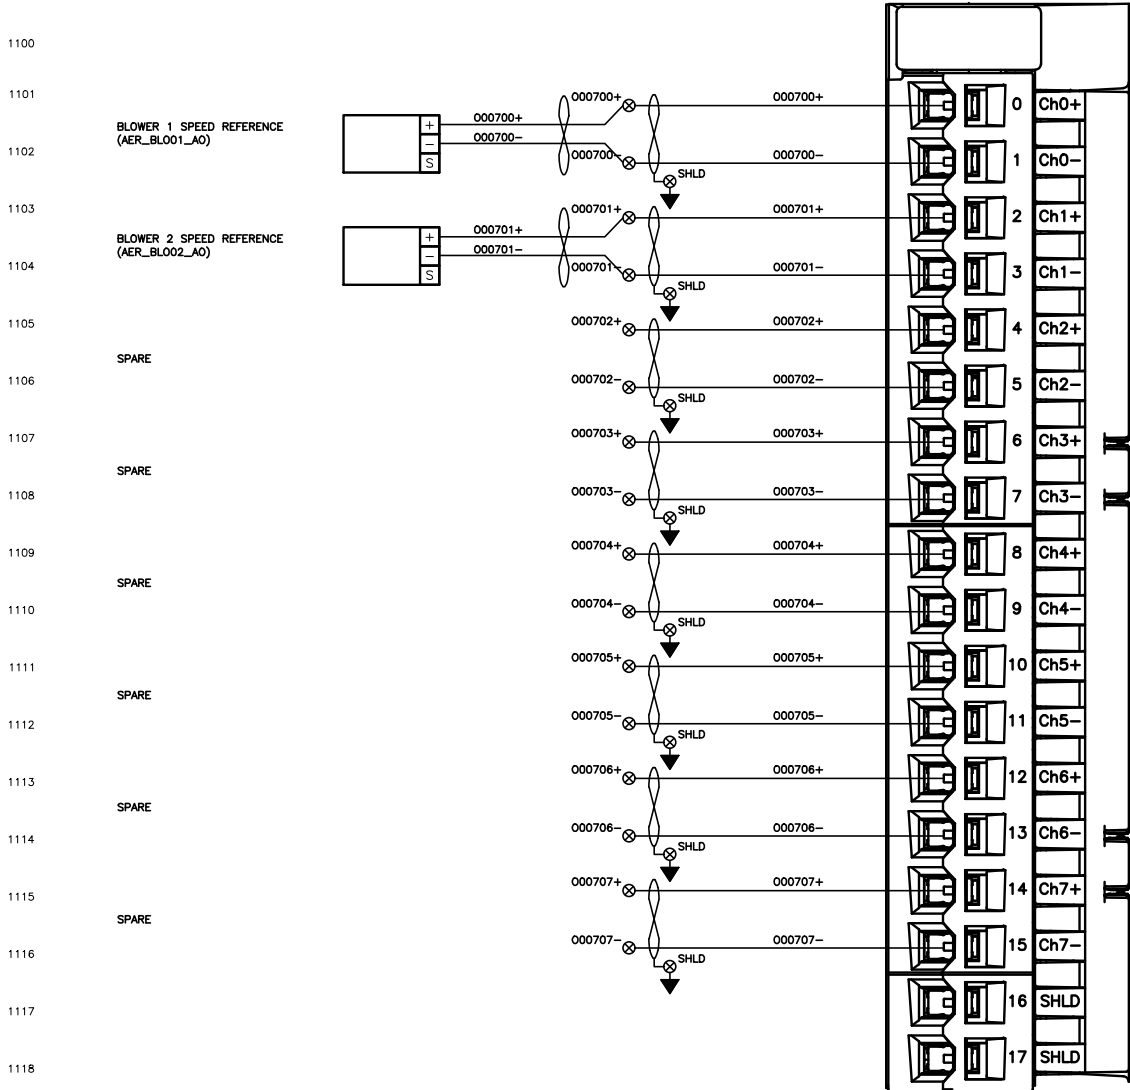 1100
1101
000700+
000700+
0
Ch0+
BLOWER 1 SPEED REFERENCE
(AER_BLO01_AO)
+
000700+
–
000700–
S
1102
000700–
000700–
1
Ch0–
SHLD
1103
000701+
000701+
2
Ch1+
BLOWER 2 SPEED REFERENCE
(AER_BLO02_AO)
+
000701+
–
000701–
S
1104
000701–
000701–
3
Ch1–
SHLD
1105
000702+
000702+
4
Ch2+
SPARE
1106
000702–
000702–
5
Ch2–
SHLD
1107
000703+
000703+
6
Ch3+
SPARE
1108
000703–
000703–
7
Ch3–
SHLD
1109
000704+
000704+
8
Ch4+
SPARE
1110
000704–
000704–
9
Ch4–
SHLD
1111
000705+
000705+
10
Ch5+
SPARE
1112
000705–
000705–
11
Ch5–
SHLD
1113
000706+
000706+
12
Ch6+
SPARE
1114
000706–
000706–
13
Ch6–
SHLD
1115
000707+
000707+
14
Ch7+
SPARE
1116
000707–
000707–
15
Ch7–
SHLD
1117
16
SHLD
1118
17
SHLD